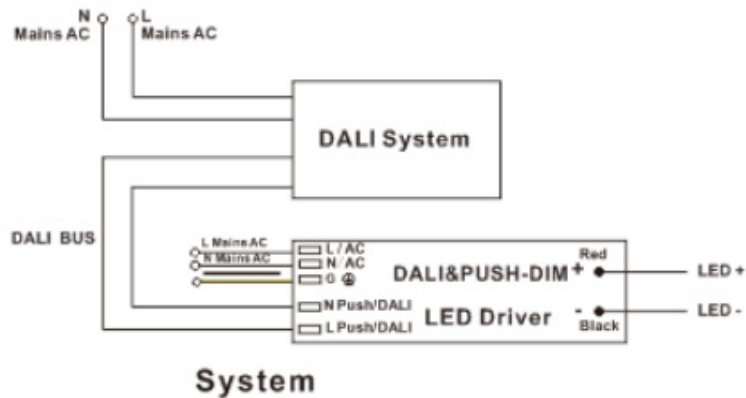 N L
Mains AC Mains AC
DALI System
DALI BUS
L Mains AC
N Mains AC
L / AC
N/AC
G
N Push/DALI
L Push/DALI
DALI&PUSH-DIM
LED Driver
+ Red
- Black
LED +
LED -
System